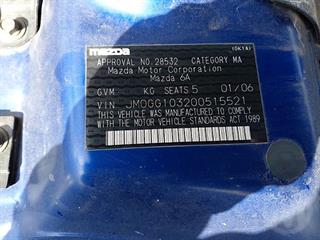 mazda
(GK1A)
APPROVAL NO.28532 CATEGORY MA
Mazda Motor Corporation
Mazda 6A
GVM KG SEATS 5 01/06
VIN JM0GG103200515521
THIS VEHICLE WAS MANUFACTURED TO COMPLY
WITH THE MOTOR VEHICLE STANDARDS ACT 1989